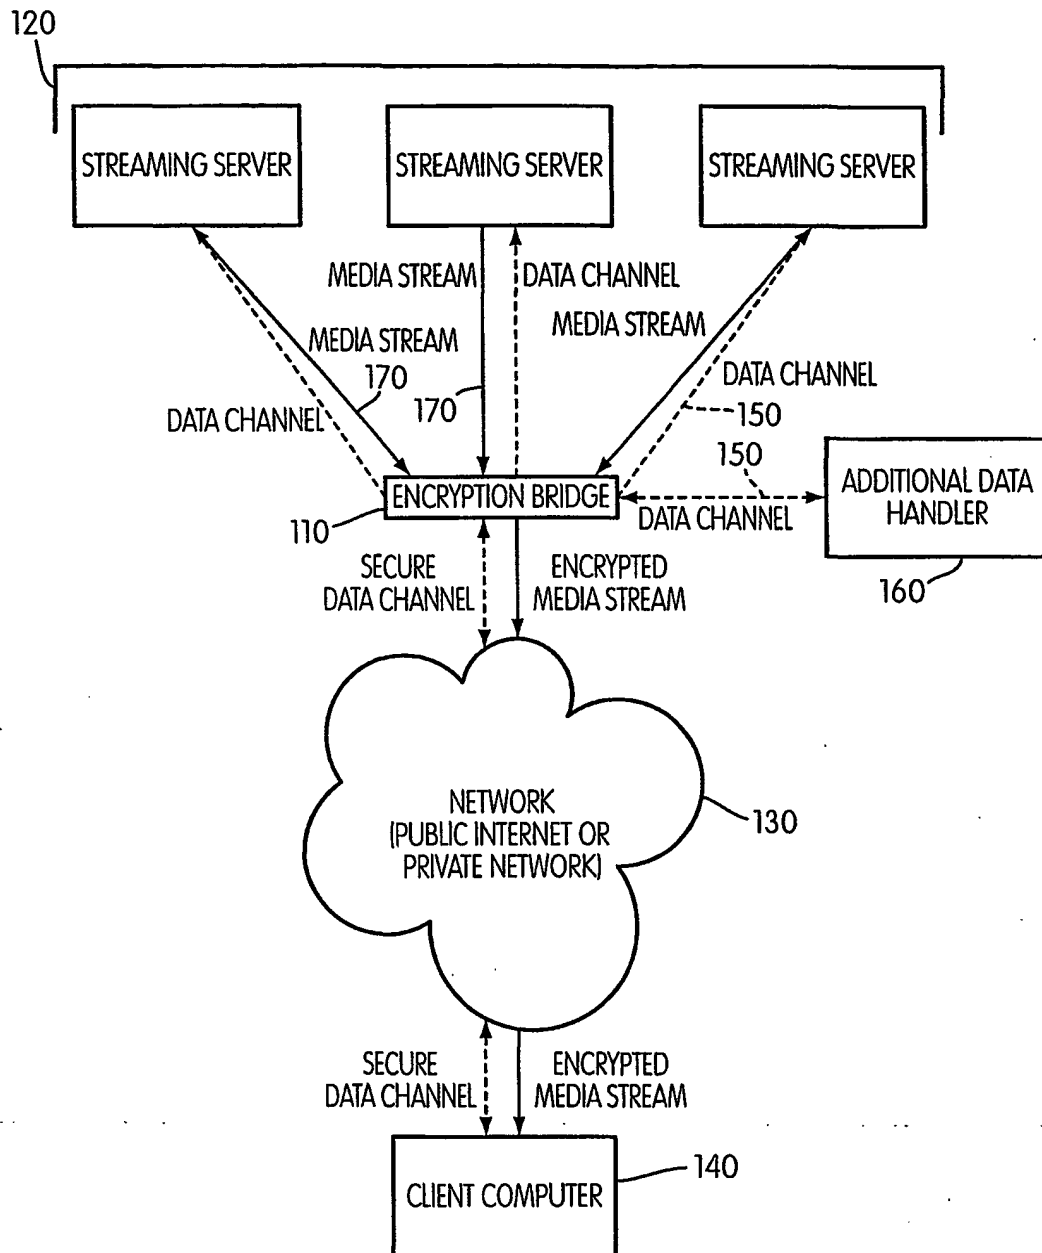 120
STREAMING SERVER
STREAMING SERVER
STREAMING SERVER
MEDIA STREAM
DATA CHANNEL
MEDIA STREAM
MEDIA STREAM
170
170
DATA CHANNEL
DATA CHANNEL
150
150
ENCRYPTION BRIDGE
110
DATA CHANNEL
ADDITIONAL DATA
HANDLER
160
SECURE
DATA CHANNEL
ENCRYPTED
MEDIA STREAM
NETWORK
(PUBLIC INTERNET OR
PRIVATE NETWORK)
130
SECURE
DATA CHANNEL
ENCRYPTED
MEDIA STREAM
CLIENT COMPUTER
140